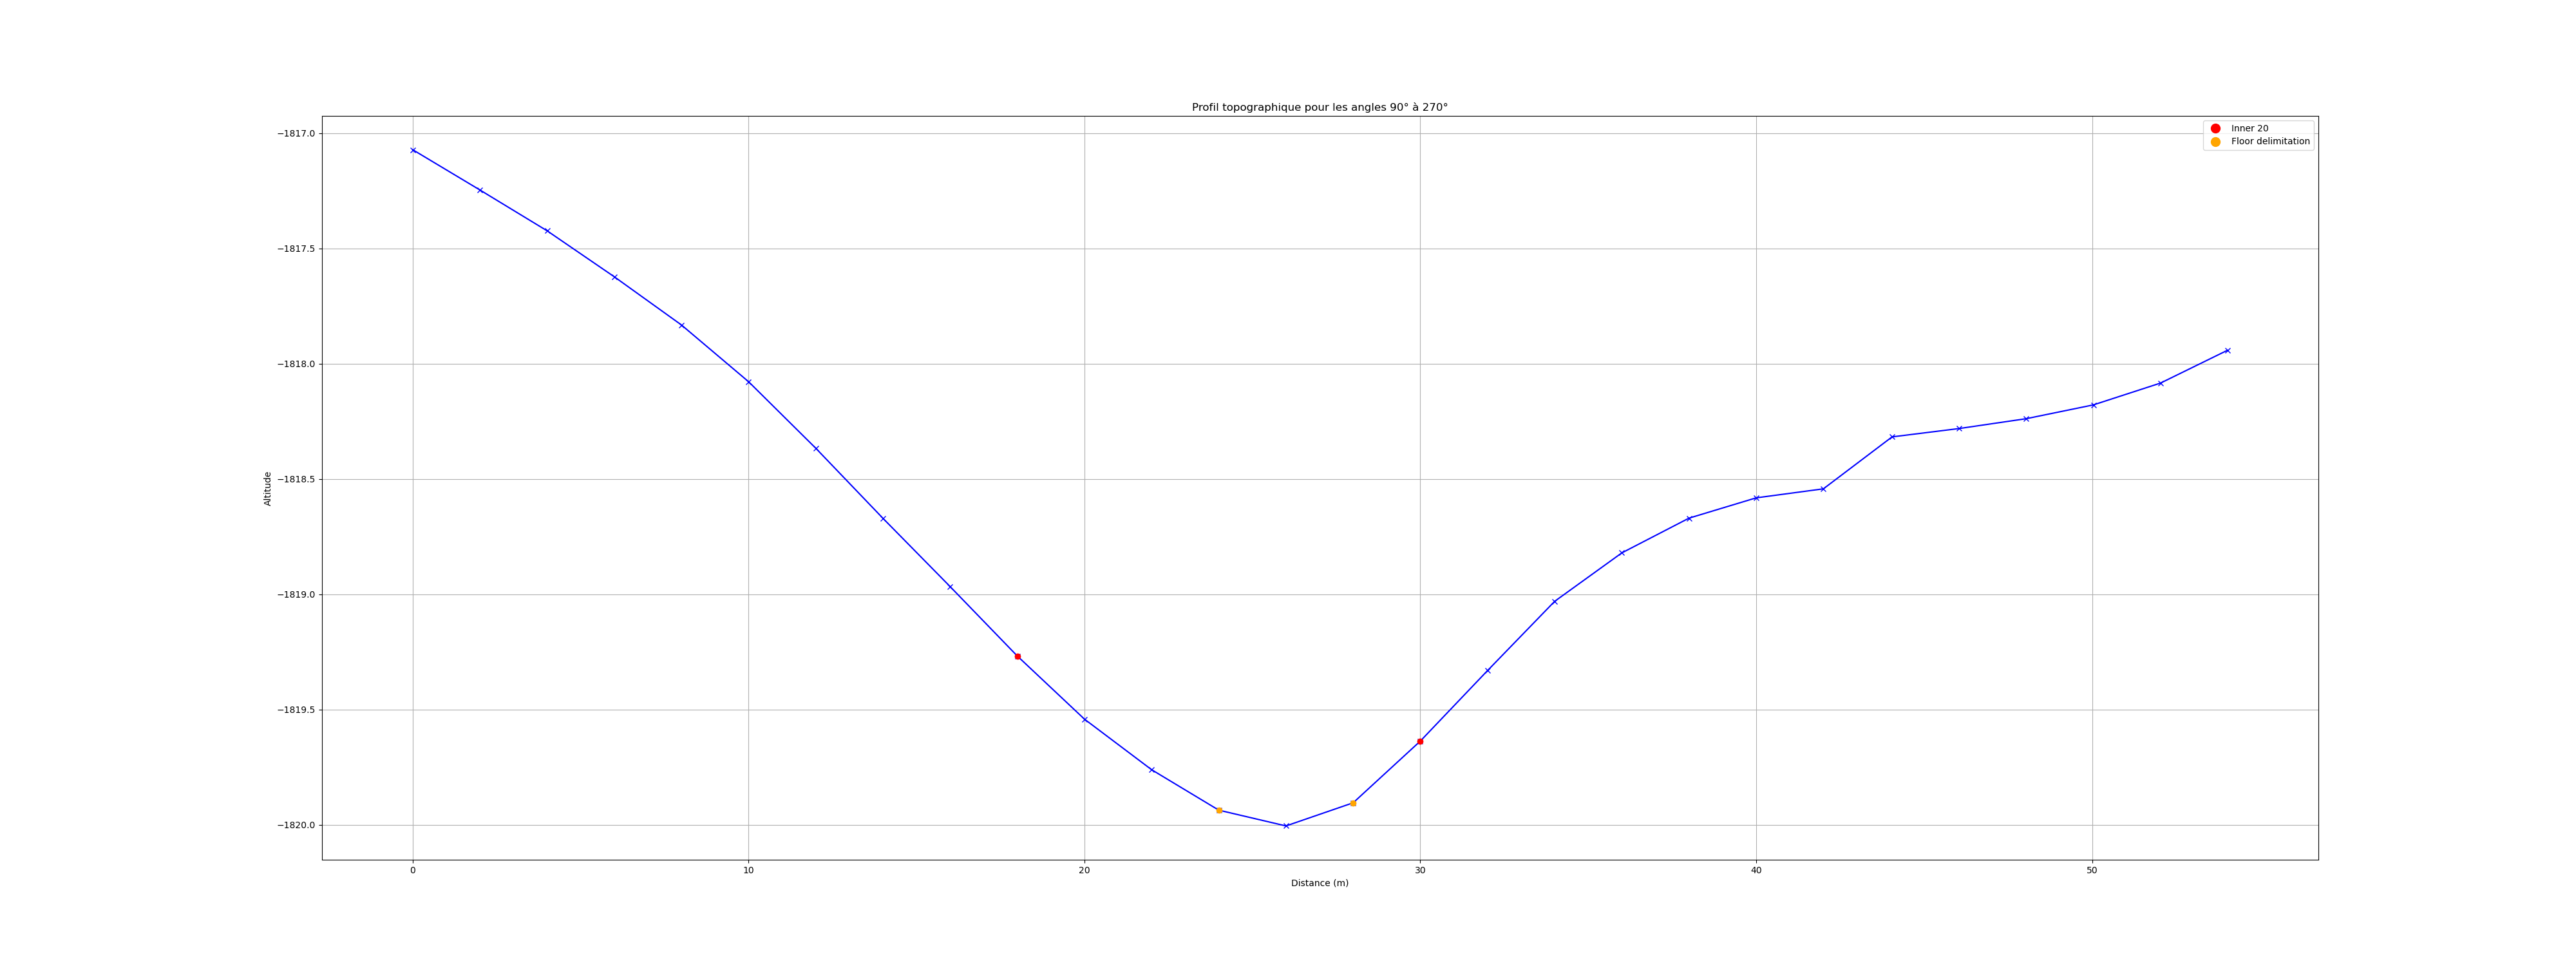 Profil topographique pour les angles 90° à 270°
Inner 20
Floor delimitation
−1817.0
−1817.5
−1818.0
−1818.5
−1819.0
−1819.5
−1820.0
Altitude
0 10 20 30 40 50
Distance (m)